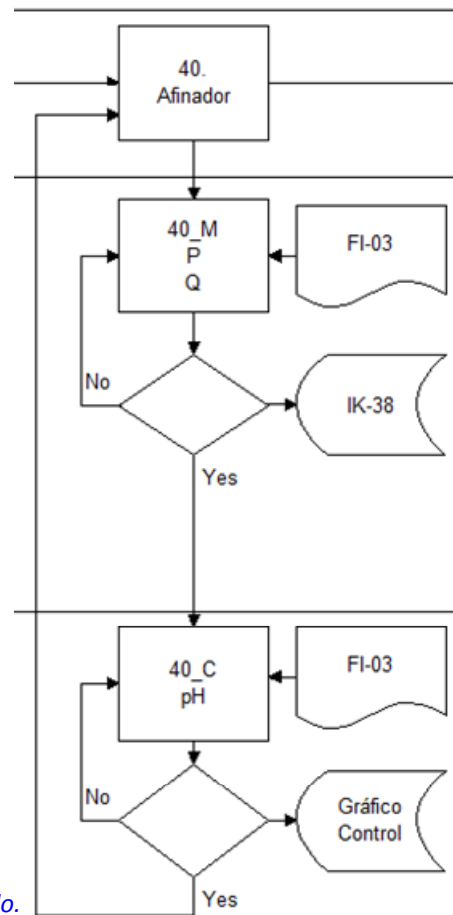 40.
Afinador
40_M
P
Q
FI-03
No
IK-38
Yes
40_C
pH
FI-03
No
Gráfico
Control
Yes